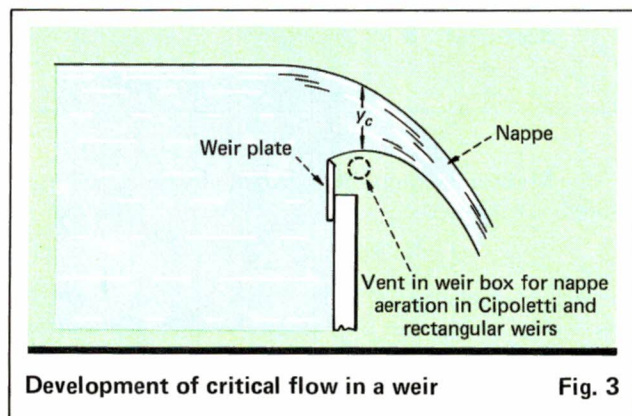 y_c
Nappe
Weir plate
Vent in weir box for nappe
aeration in Cipoletti and
rectangular weirs
Development of critical flow in a weir
Fig. 3